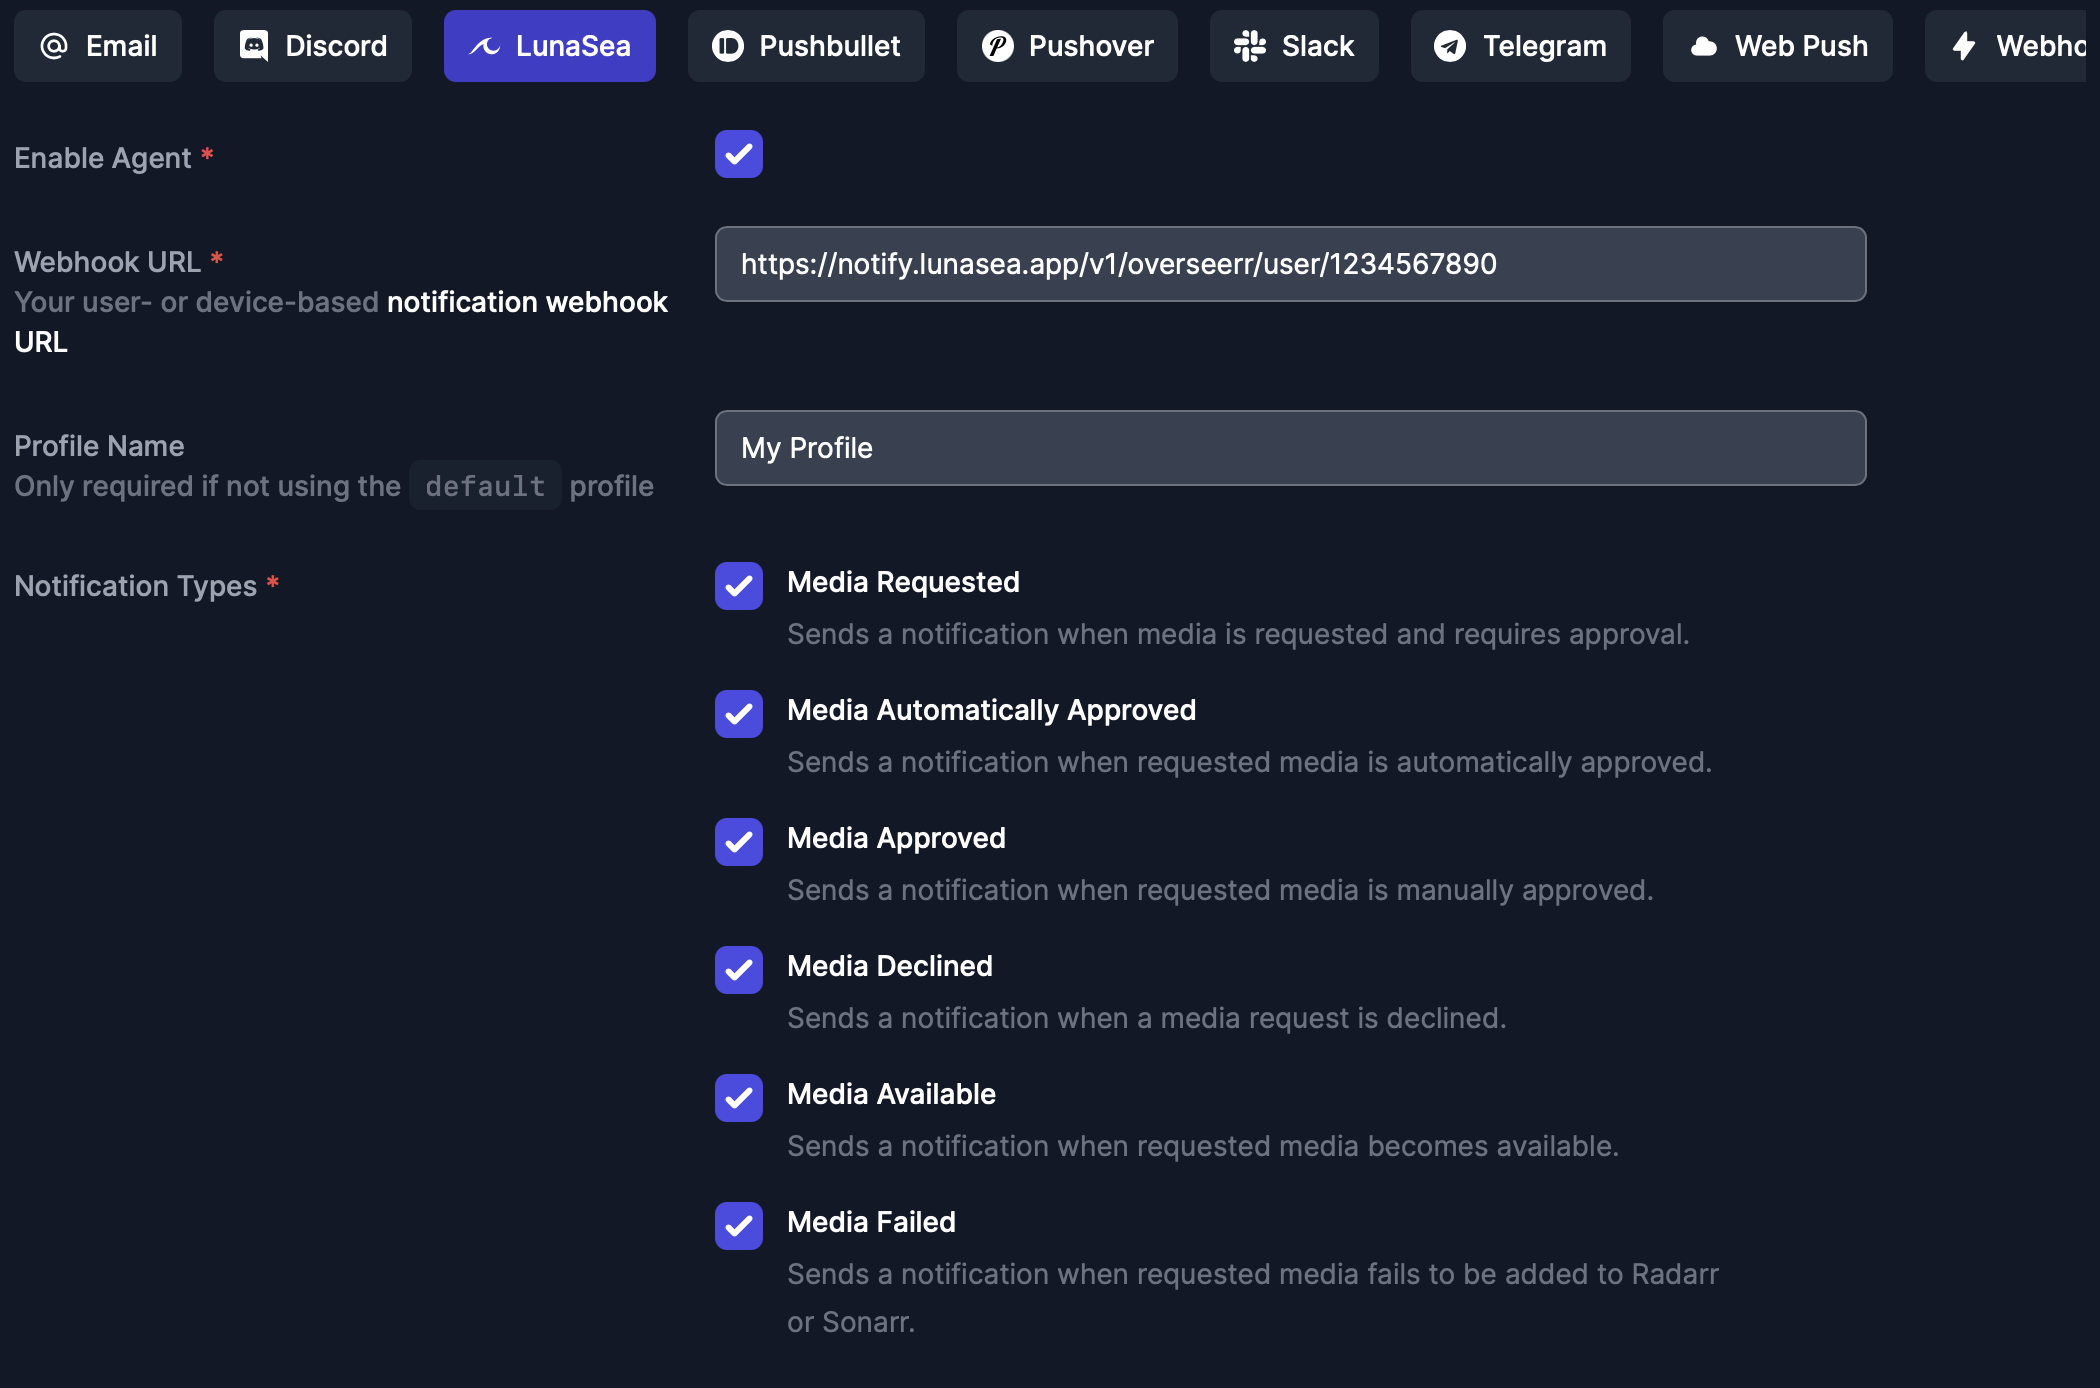 Email Discord LunaSea Pushbullet Pushover Slack Telegram Web Push Webho
Enable Agent *
Webhook URL *
Your user- or device-based notification webhook
URL
https://notify.lunasea.app/v1/overseerr/user/1234567890
Profile Name
Only required if not using the default profile
My Profile
Notification Types *
Media Requested
Sends a notification when media is requested and requires approval.
Media Automatically Approved
Sends a notification when requested media is automatically approved.
Media Approved
Sends a notification when requested media is manually approved.
Media Declined
Sends a notification when a media request is declined.
Media Available
Sends a notification when requested media becomes available.
Media Failed
Sends a notification when requested media fails to be added to Radarr
or Sonarr.